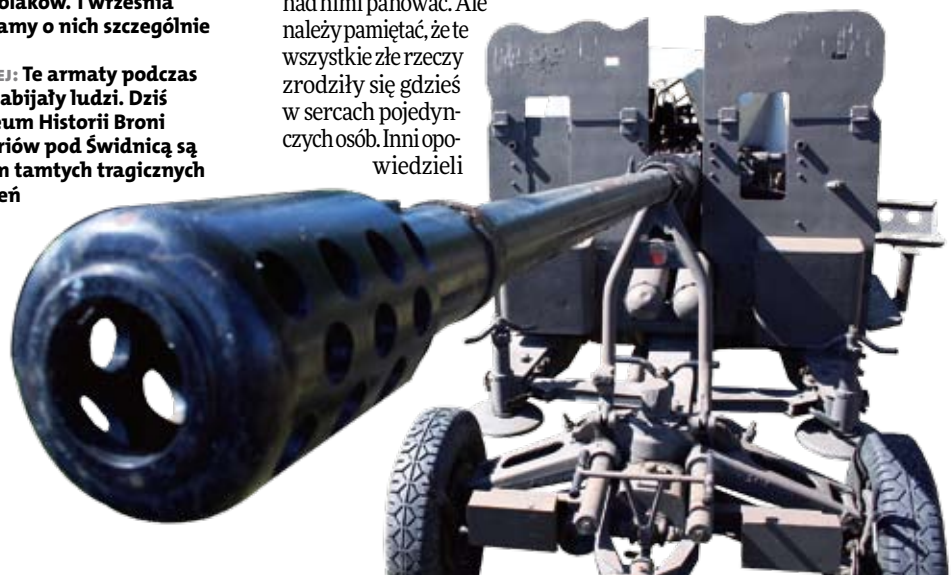 olaków. 1 września
amy o nich szczególnie
EJ: Te armaty podczas
abijały ludzi. Dziś
eum Historii Broni
riów pod Świdnicą są
m tamtych tragicznych
eń
nad nimi panować. Ale
należy pamiętać, że te
wszystkie złe rzeczy
zrodziły się gdzieś
w sercach pojedyn-
czych osób. Inni opo-
wiedzieli